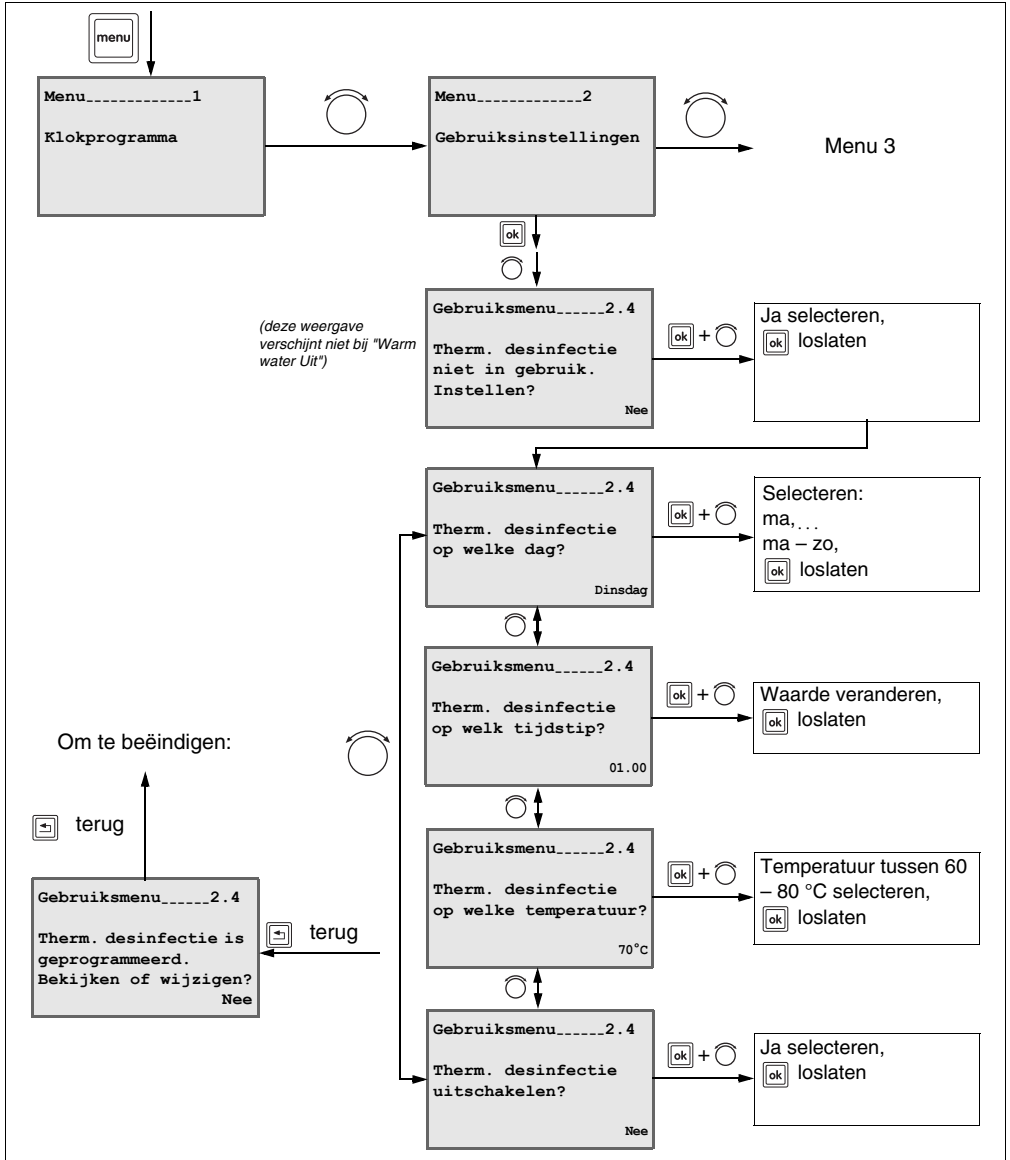 menu
Menu_____________1
Klokprogramma
Menu_____________2
Gebruiksinstellingen
Menu 3
ok
(deze weergave
verschijnt niet bij "Warm
water Uit")
Gebruiksmenu______2.4
Therm. desinfectie
niet in gebruik.
Instellen?
Nee
ok +
Ja selecteren,
ok loslaten
Gebruiksmenu______2.4
Therm. desinfectie
op welke dag?
Dinsdag
ok +
Selecteren:
ma,...
ma – zo,
ok loslaten
Gebruiksmenu______2.4
Therm. desinfectie
op welk tijdstip?
01.00
ok +
Waarde veranderen,
ok loslaten
Om te beëindigen:
terug
Gebruiksmenu______2.4
Therm. desinfectie
op welke temperatuur?
70°C
ok +
Temperatuur tussen 60
– 80 °C selecteren,
ok loslaten
Gebruiksmenu______2.4
Therm. desinfectie is
geprogrammeerd.
Bekijken of wijzigen?
Nee
terug
Gebruiksmenu______2.4
Therm. desinfectie
uitschakelen?
Nee
ok +
Ja selecteren,
ok loslaten